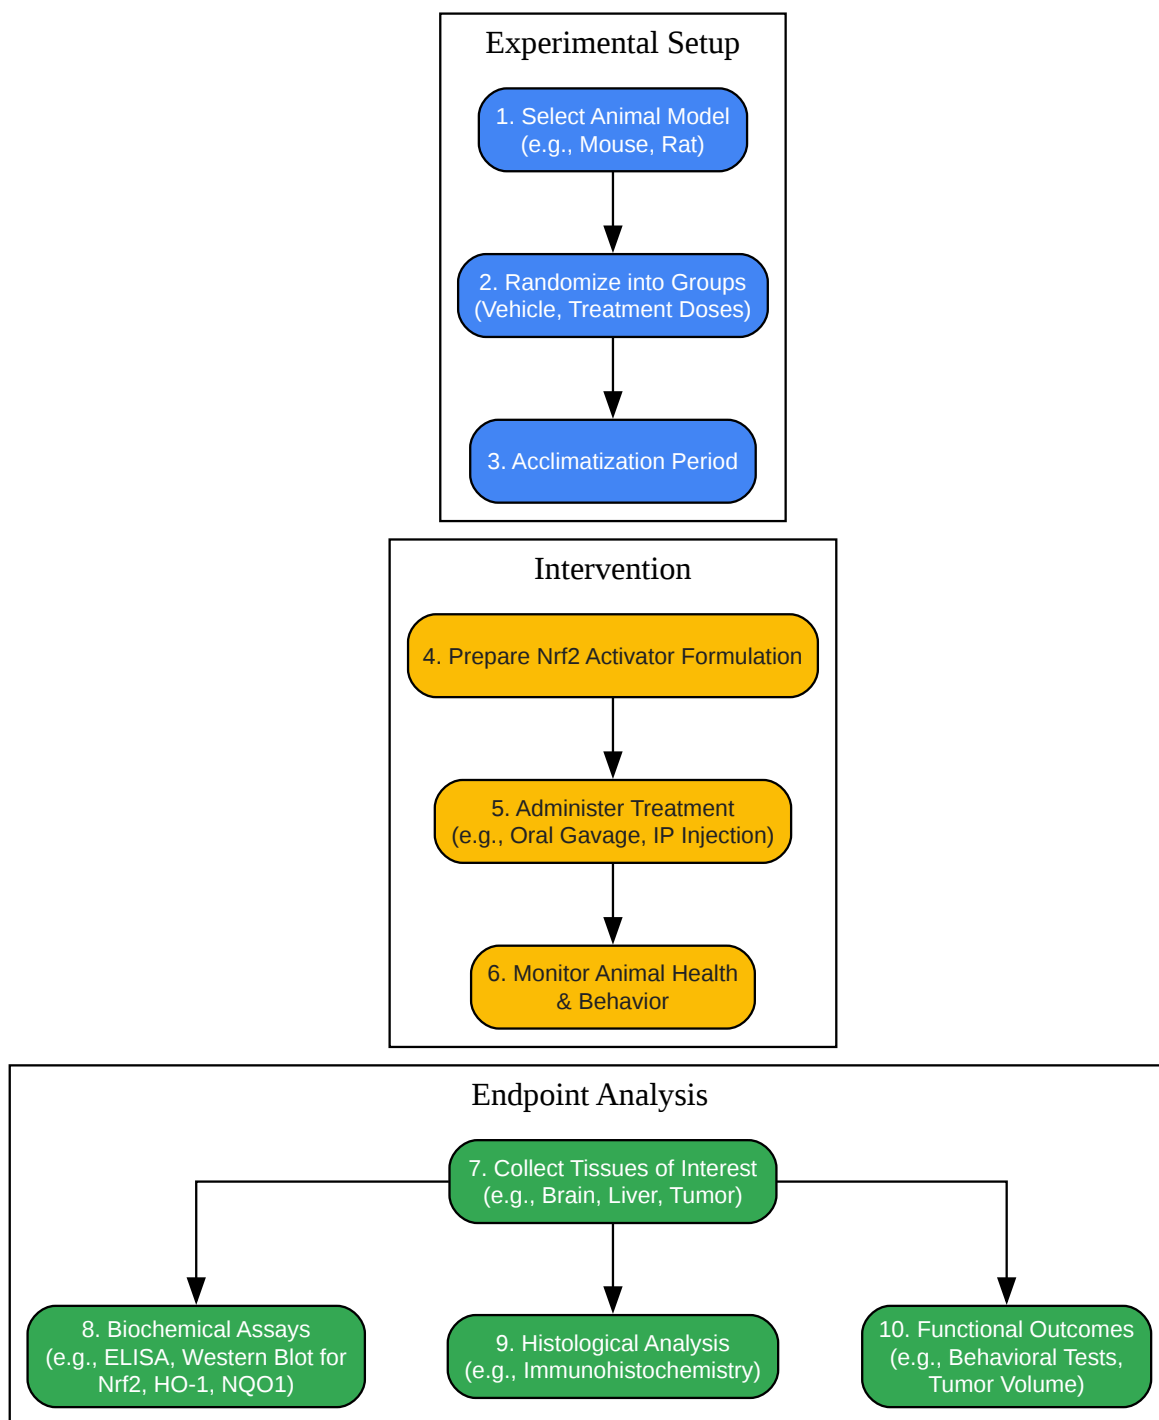 Experimental Setup
1. Select Animal Model
(e.g., Mouse, Rat)
2. Randomize into Groups
(Vehicle, Treatment Doses)
3. Acclimatization Period
Intervention
4. Prepare Nrf2 Activator Formulation
5. Administer Treatment
(e.g., Oral Gavage, IP Injection)
6. Monitor Animal Health
& Behavior
Endpoint Analysis
7. Collect Tissues of Interest
(e.g., Brain, Liver, Tumor)
8. Biochemical Assays
(e.g., ELISA, Western Blot for
Nrf2, HO-1, NQO1)
9. Histological Analysis
(e.g., Immunohistochemistry)
10. Functional Outcomes
(e.g., Behavioral Tests,
Tumor Volume)